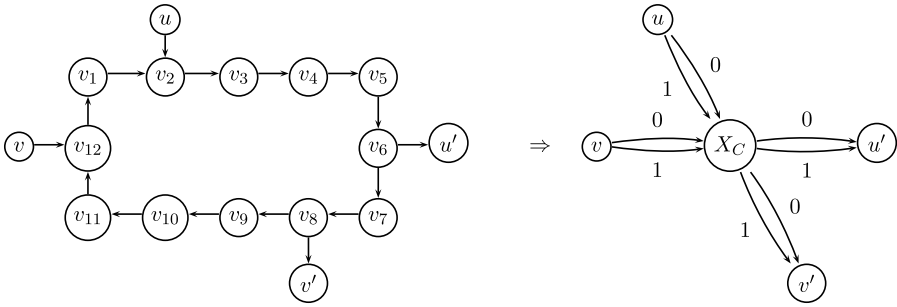 u
v₁ v₂ v₃ v₄ v₅
v v₁₂ v₆ u′
v₁₁ v₁₀ v₉ v₈ v₇
v′
⇒
u
0
1
v 0 X_C 0 u′
1 1
0
1
v′